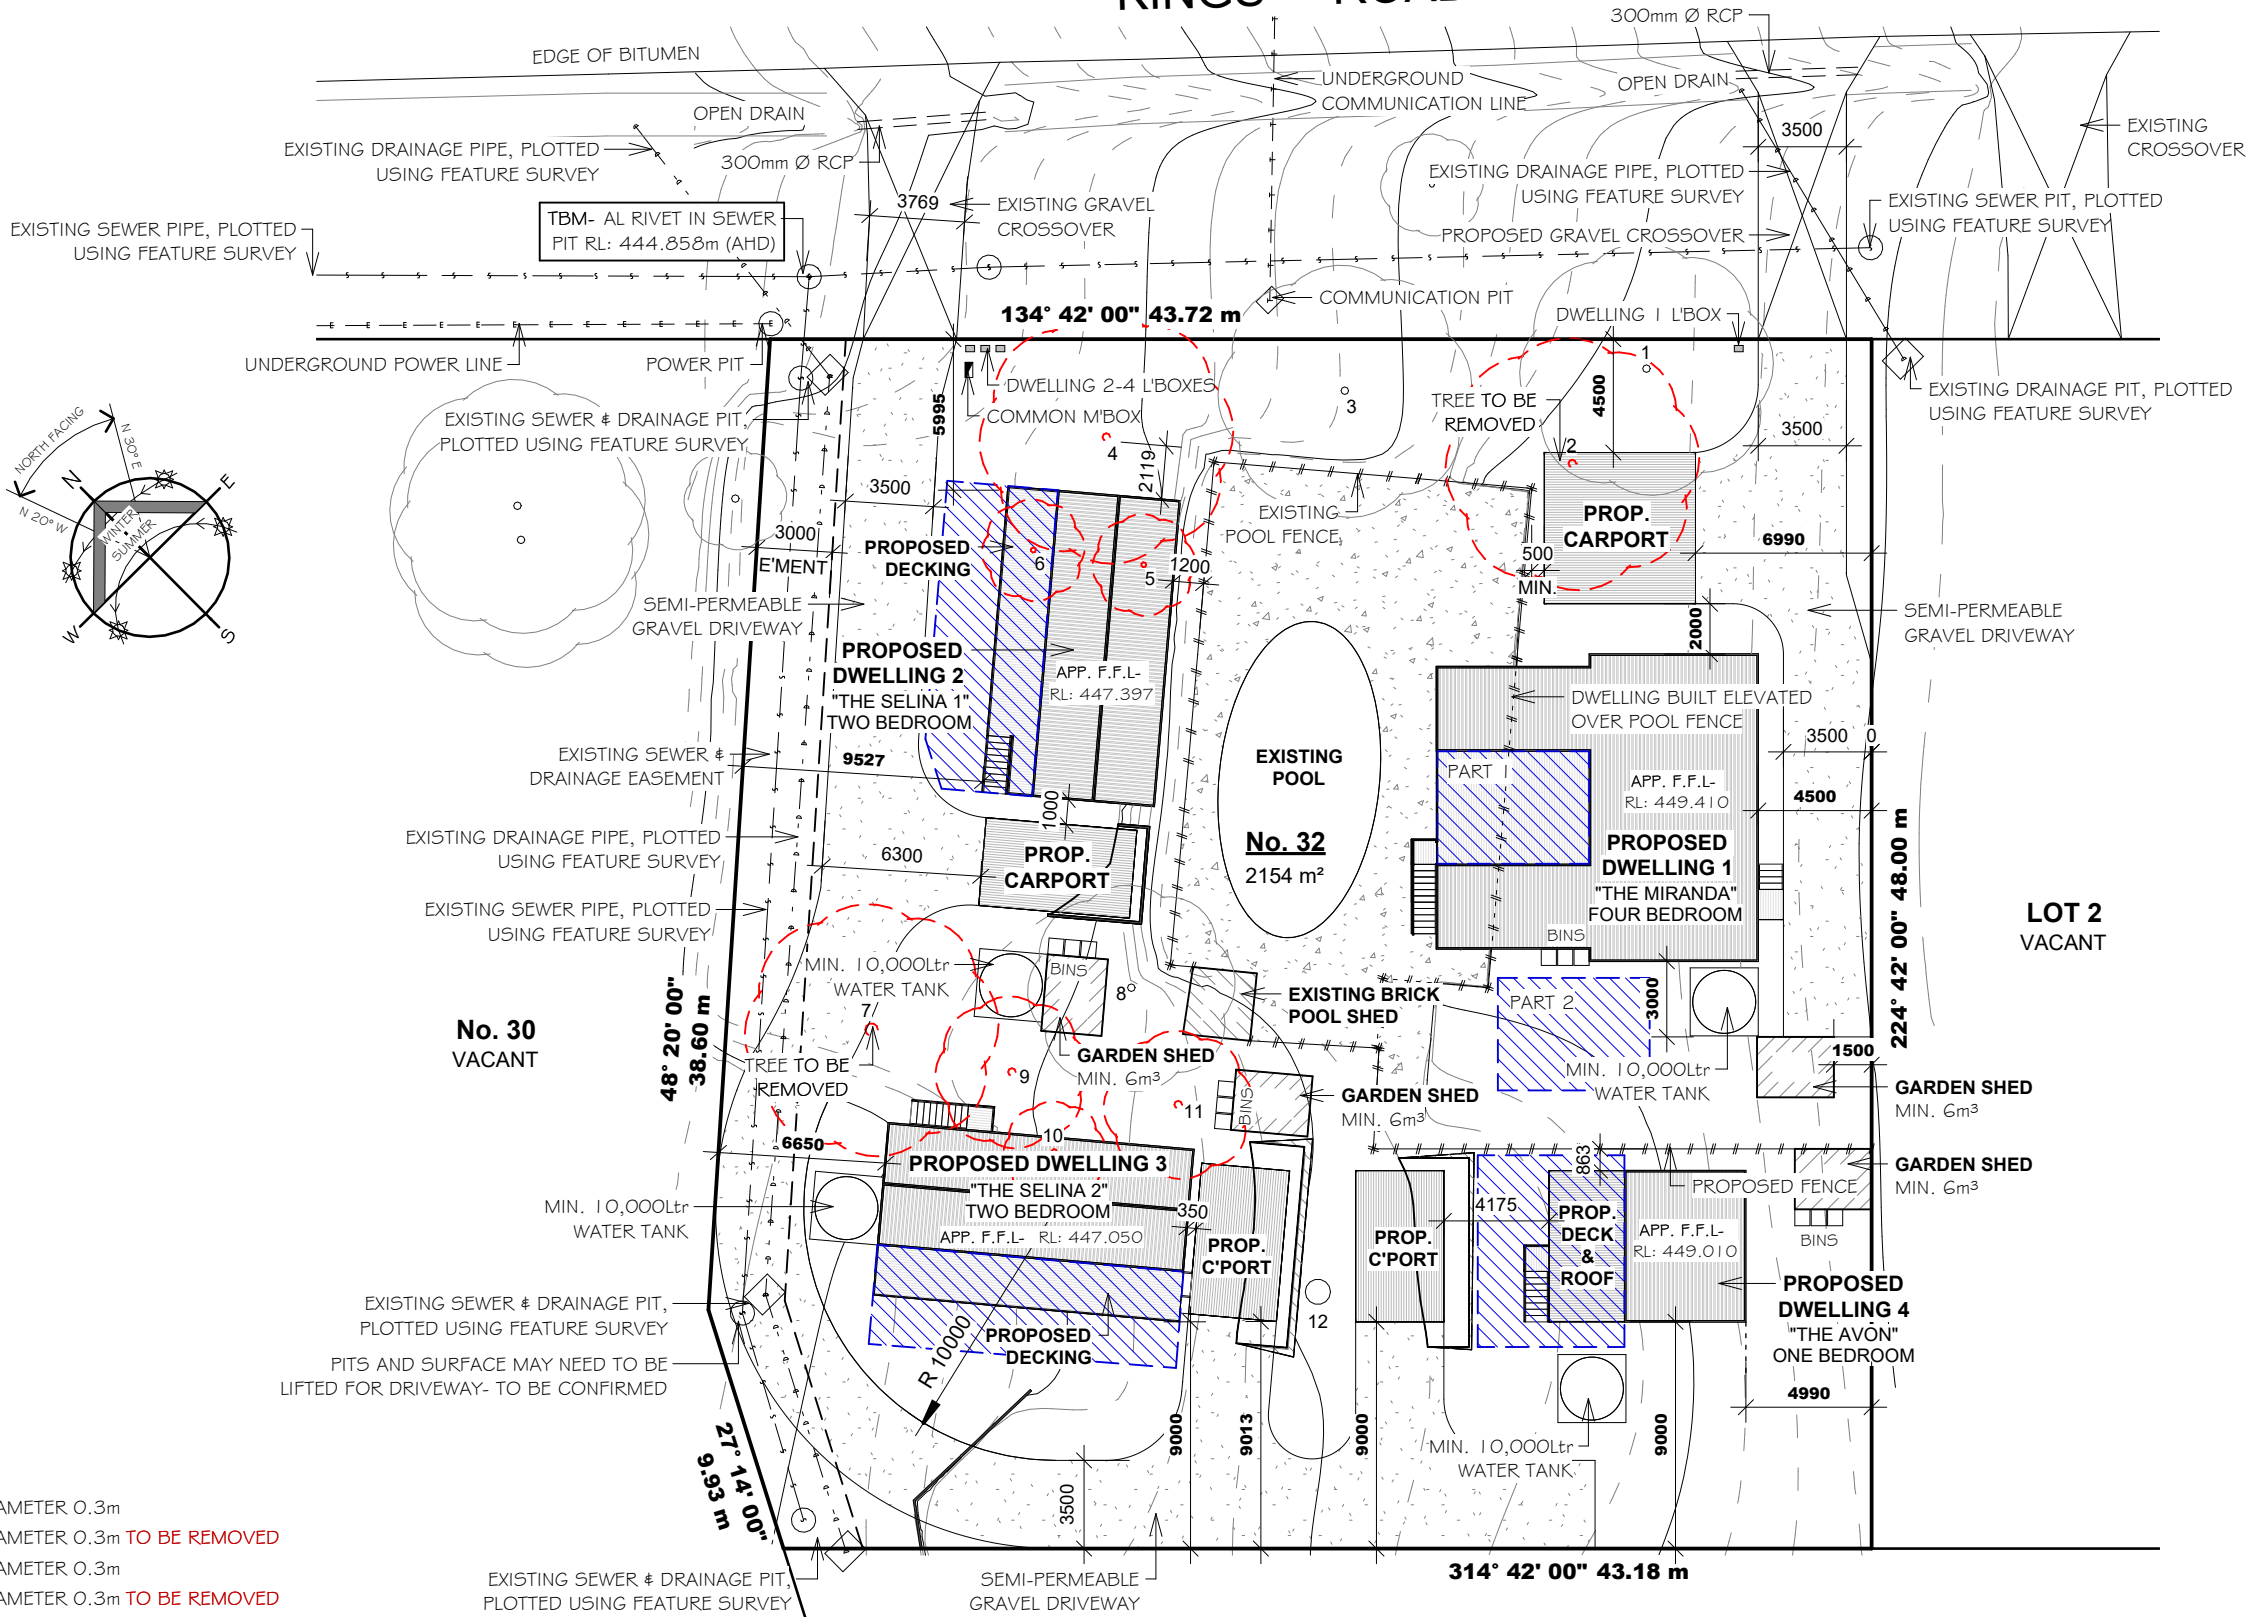 KINGS ROAD
300mm Ø RCP
EDGE OF BITUMEN
UNDERGROUND
COMMUNICATION LINE
OPEN DRAIN
OPEN DRAIN
3500
EXISTING
CROSSOVER
EXISTING DRAINAGE PIPE, PLOTTED
USING FEATURE SURVEY
300mm Ø RCP
EXISTING DRAINAGE PIPE, PLOTTED
USING FEATURE SURVEY
3769
EXISTING GRAVEL
CROSSOVER
EXISTING SEWER PIT, PLOTTED
USING FEATURE SURVEY
TBM- AL RIVET IN SEWER
PIT RL: 444.858m (AHD)
EXISTING SEWER PIPE, PLOTTED
USING FEATURE SURVEY
PROPOSED GRAVEL CROSSOVER
COMMUNICATION PIT
134° 42' 00" 43.72 m
DWELLING 1 L'BOX
UNDERGROUND POWER LINE
POWER PIT
1
DWELLING 2-4 L'BOXES
COMMON M'BOX
3
TREE TO BE
REMOVED
4500
EXISTING DRAINAGE PIT, PLOTTED
USING FEATURE SURVEY
EXISTING SEWER & DRAINAGE PIT,
PLOTTED USING FEATURE SURVEY
5995
4
2119
2
3500
NORTH FACING
N 30° E
N 20° W
N
E
W
S
WINTER
SUMMER
3500
3000
E'MENT
PROPOSED
DECKING
6
5
1200
EXISTING
POOL FENCE
500
MIN.
PROP.
CARPORT
6990
SEMI-PERMEABLE
GRAVEL DRIVEWAY
SEMI-PERMEABLE
GRAVEL DRIVEWAY
2000
PROPOSED
DWELLING 2
"THE SELINA 1"
TWO BEDROOM
APP. F.F.L-
RL: 447.397
DWELLING BUILT ELEVATED
OVER POOL FENCE
3500 0
EXISTING SEWER &
DRAINAGE EASEMENT
9527
EXISTING
POOL
PART 1
APP. F.F.L-
RL: 449.410
4500
1000
EXISTING DRAINAGE PIPE, PLOTTED
USING FEATURE SURVEY
6300
PROP.
CARPORT
No. 32
2154 m²
PROPOSED
DWELLING 1
"THE MIRANDA"
FOUR BEDROOM
224° 42' 00" 48.00 m
LOT 2
VACANT
EXISTING SEWER PIPE, PLOTTED
USING FEATURE SURVEY
BINS
MIN. 10,000Ltr
WATER TANK
BINS
7
8
EXISTING BRICK
POOL SHED
PART 2
3000
No. 30
VACANT
48° 20' 00"
38.60 m
TREE TO BE
REMOVED
9
GARDEN SHED
MIN. 6m³
11
BINS
GARDEN SHED
MIN. 6m³
MIN. 10,000Ltr
WATER TANK
1500
GARDEN SHED
MIN. 6m³
10
6650
PROPOSED DWELLING 3
"THE SELINA 2"
TWO BEDROOM
APP. F.F.L- RL: 447.050
350
863
PROPOSED FENCE
GARDEN SHED
MIN. 6m³
MIN. 10,000Ltr
WATER TANK
PROP.
C'PORT
PROP.
C'PORT
4175
PROP.
DECK
&
ROOF
APP. F.F.L-
RL: 449.010
BINS
PROPOSED
DWELLING 4
"THE AVON"
ONE BEDROOM
EXISTING SEWER & DRAINAGE PIT,
PLOTTED USING FEATURE SURVEY
12
PROPOSED
DECKING
R 10000
PITS AND SURFACE MAY NEED TO BE
LIFTED FOR DRIVEWAY- TO BE CONFIRMED
4990
27° 14' 00"
9.93 m
9000
9013
9000
9000
MIN. 10,000Ltr
WATER TANK
3500
AMETER 0.3m
AMETER 0.3m TO BE REMOVED
AMETER 0.3m
AMETER 0.3m TO BE REMOVED
EXISTING SEWER & DRAINAGE PIT,
PLOTTED USING FEATURE SURVEY
SEMI-PERMEABLE
GRAVEL DRIVEWAY
314° 42' 00" 43.18 m